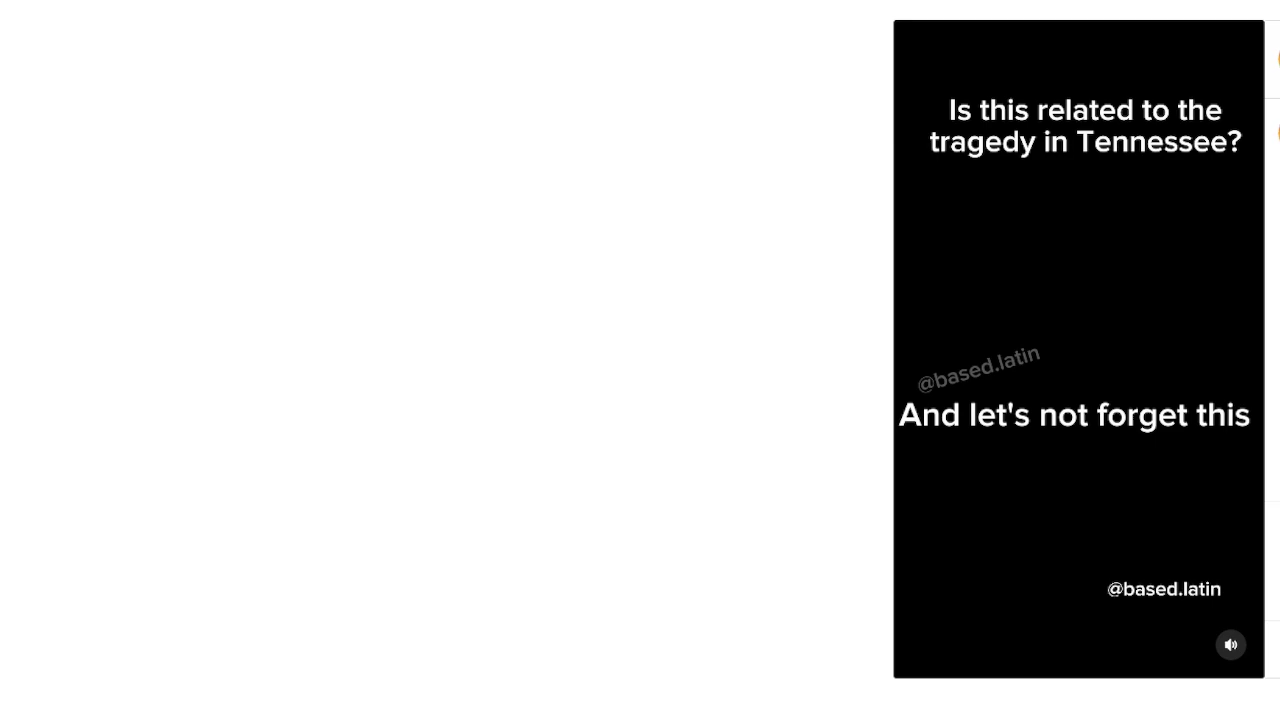 Is this related to the
tragedy in Tennessee?
@based.latin
And let's not forget this
@based.latin